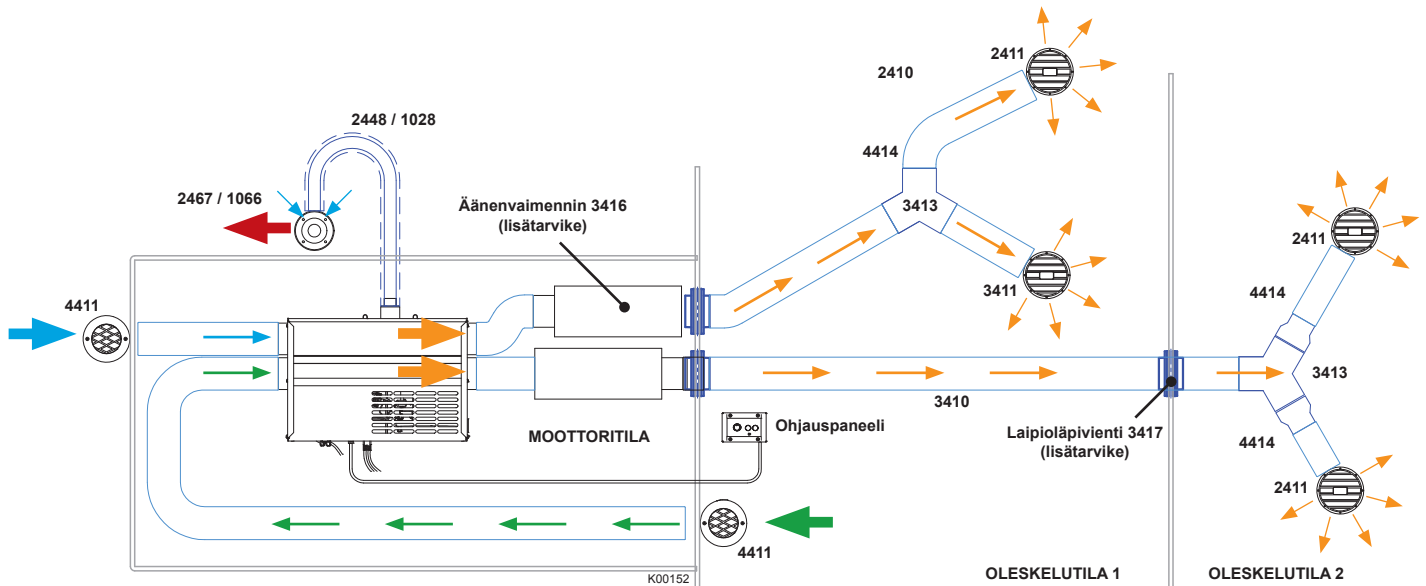 2411
2410
2448 / 1028
4414
2467 / 1066
Äänenvaimennin 3416
(lisätarvike)
3413
2411
3411
4411
4414
3413
3410
MOOTTORITILA
Ohjauspaneeli
Laipioläpivienti 3417
(lisätarvike)
4414
2411
4411
K00152
OLESKELUTILA 1
OLESKELUTILA 2